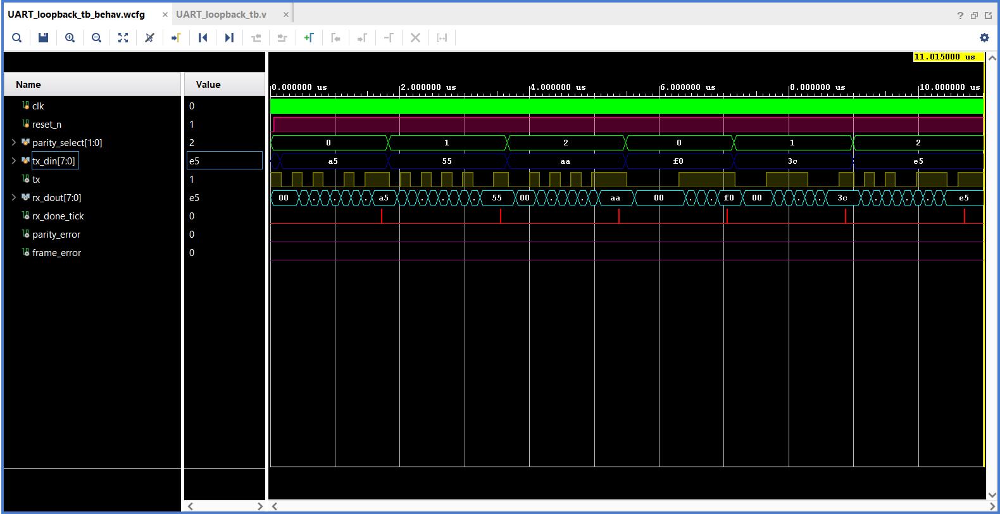 UART_loopback_tb_behav.wcfg × UART_loopback_tb.v × ?
11.015000 us
Name Value
0.000000 us 2.000000 us 4.000000 us 6.000000 us 8.000000 us 10.000000 us
clk 0
reset_n 1
parity_select[1:0] 2 0 1 2 0 1 2
tx_din[7:0] e5 a5 55 aa f0 3c e5
tx 1
rx_dout[7:0] e5 00 . . . a5 55 00 . . aa 00 . . f0 00 . . 3c . . . e5
rx_done_tick 0
parity_error 0
frame_error 0